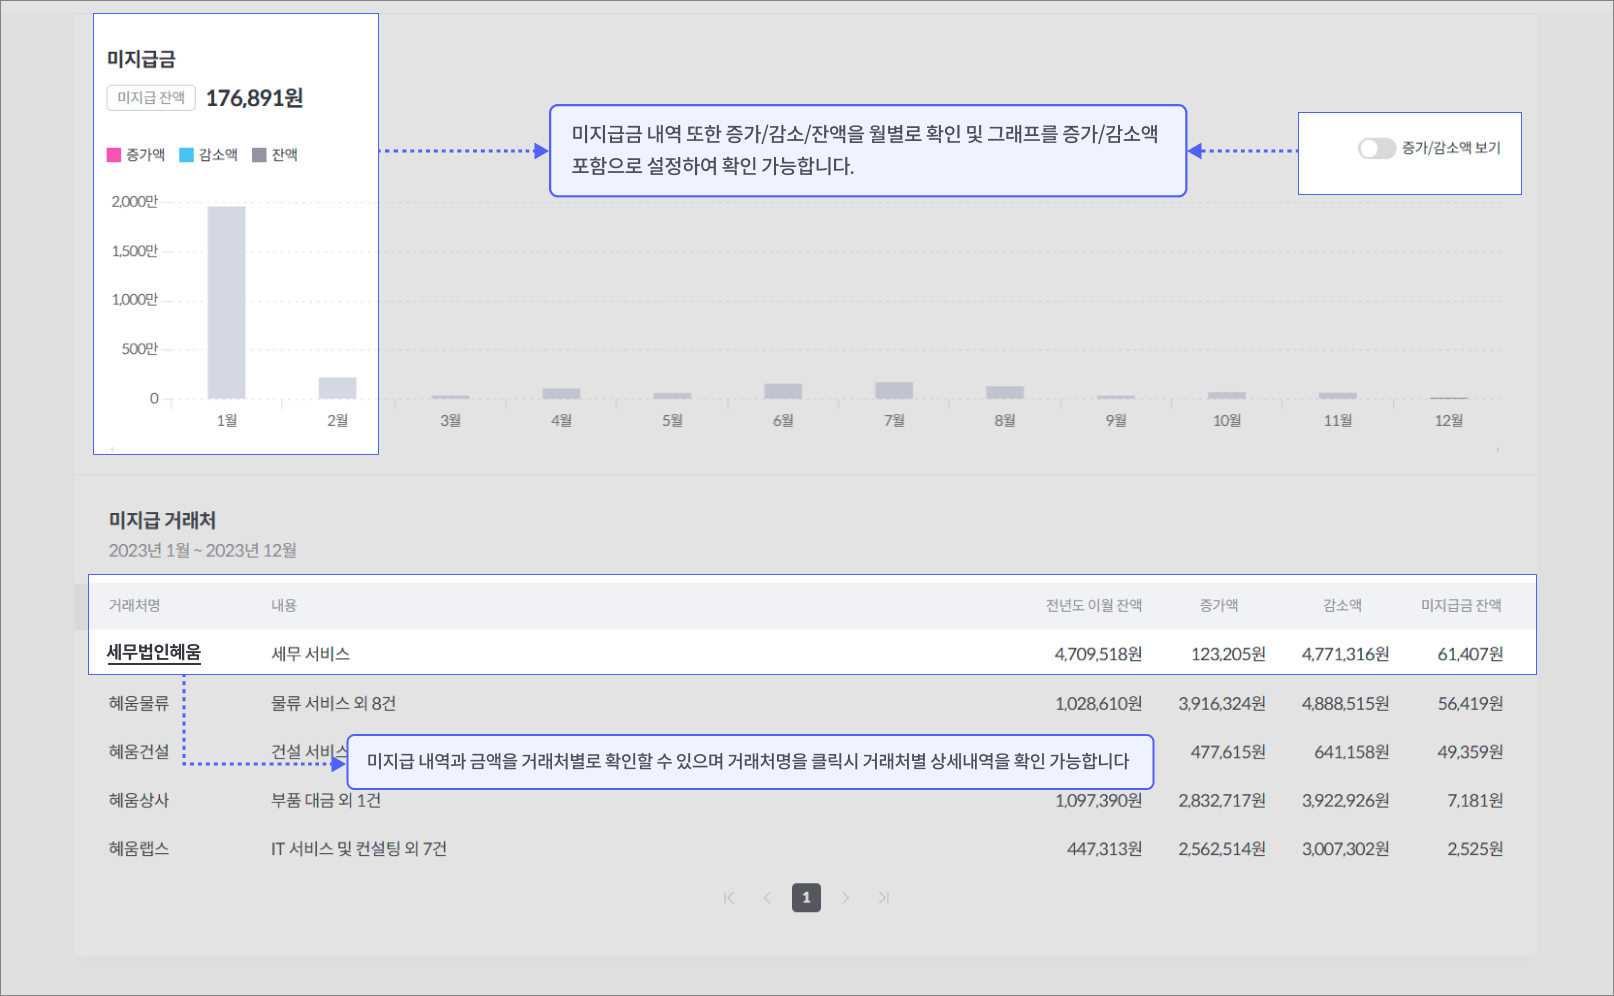 미지급금
미지급 잔액 176,891원
증가액 감소액 잔액
미지급금 내역 또한 증가/감소/잔액을 월별로 확인 및 그래프를 증가/감소액
포함으로 설정하여 확인 가능합니다.
증가/감소액 보기
2,000만
1,500만
1,000만
500만
0
1월 2월 3월 4월 5월 6월 7월 8월 9월 10월 11월 12월
미지급 거래처
2023년 1월 ~ 2023년 12월
거래처명 내용 전년도 이월 잔액 증가액 감소액 미지급금 잔액
세무법인혜움 세무 서비스 4,709,518원 123,205원 4,771,316원 61,407원
혜움물류 물류 서비스 외 8건 1,028,610원 3,916,324원 4,888,515원 56,419원
혜움건설 건설 서비스 477,615원 641,158원 49,359원
미지급 내역과 금액을 거래처별로 확인할 수 있으며 거래처명을 클릭시 거래처별 상세내역을 확인 가능합니다
혜움상사 부품 대금 외 1건 1,097,390원 2,832,717원 3,922,926원 7,181원
혜움랩스 IT 서비스 및 컨설팅 외 7건 447,313원 2,562,514원 3,007,302원 2,525원
1